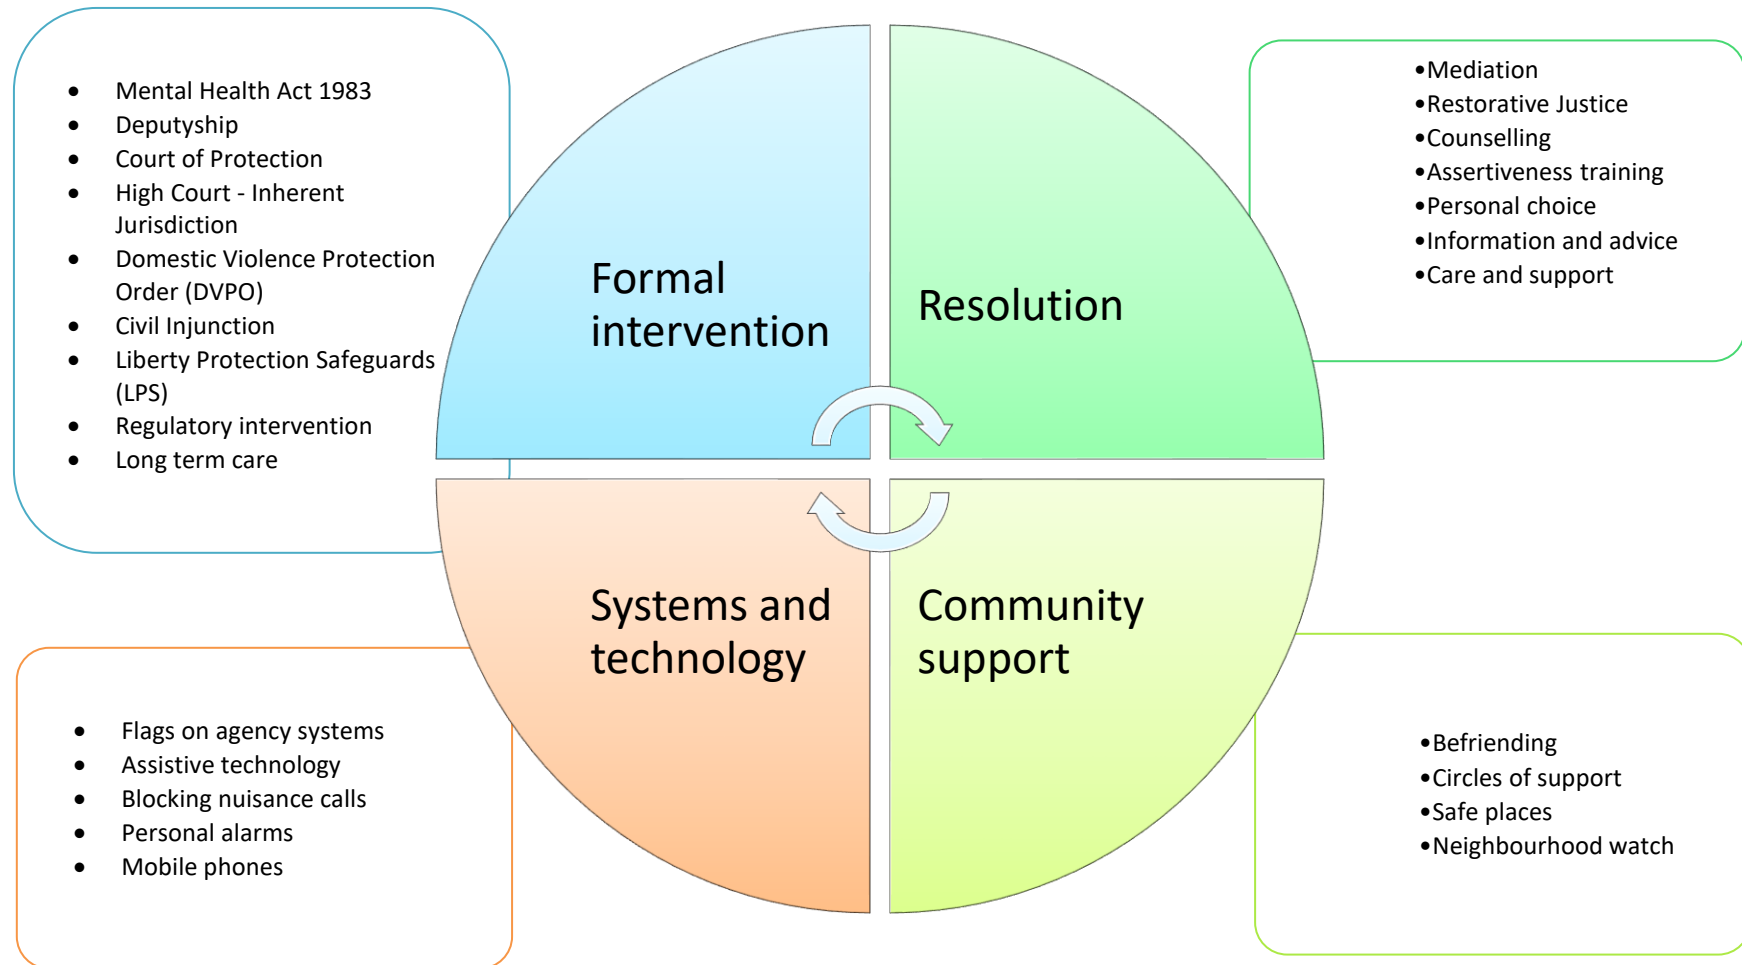 • Mental Health Act 1983
• Deputyship
• Court of Protection
• High Court - Inherent
Jurisdiction
• Domestic Violence Protection
Order (DVPO)
• Civil Injunction
• Liberty Protection Safeguards
(LPS)
• Regulatory intervention
• Long term care
Formal
intervention
Resolution
•Mediation
•Restorative Justice
•Counselling
•Assertiveness training
•Personal choice
•Information and advice
•Care and support
Systems and
technology
Community
support
• Flags on agency systems
• Assistive technology
• Blocking nuisance calls
• Personal alarms
• Mobile phones
•Befriending
•Circles of support
•Safe places
•Neighbourhood watch